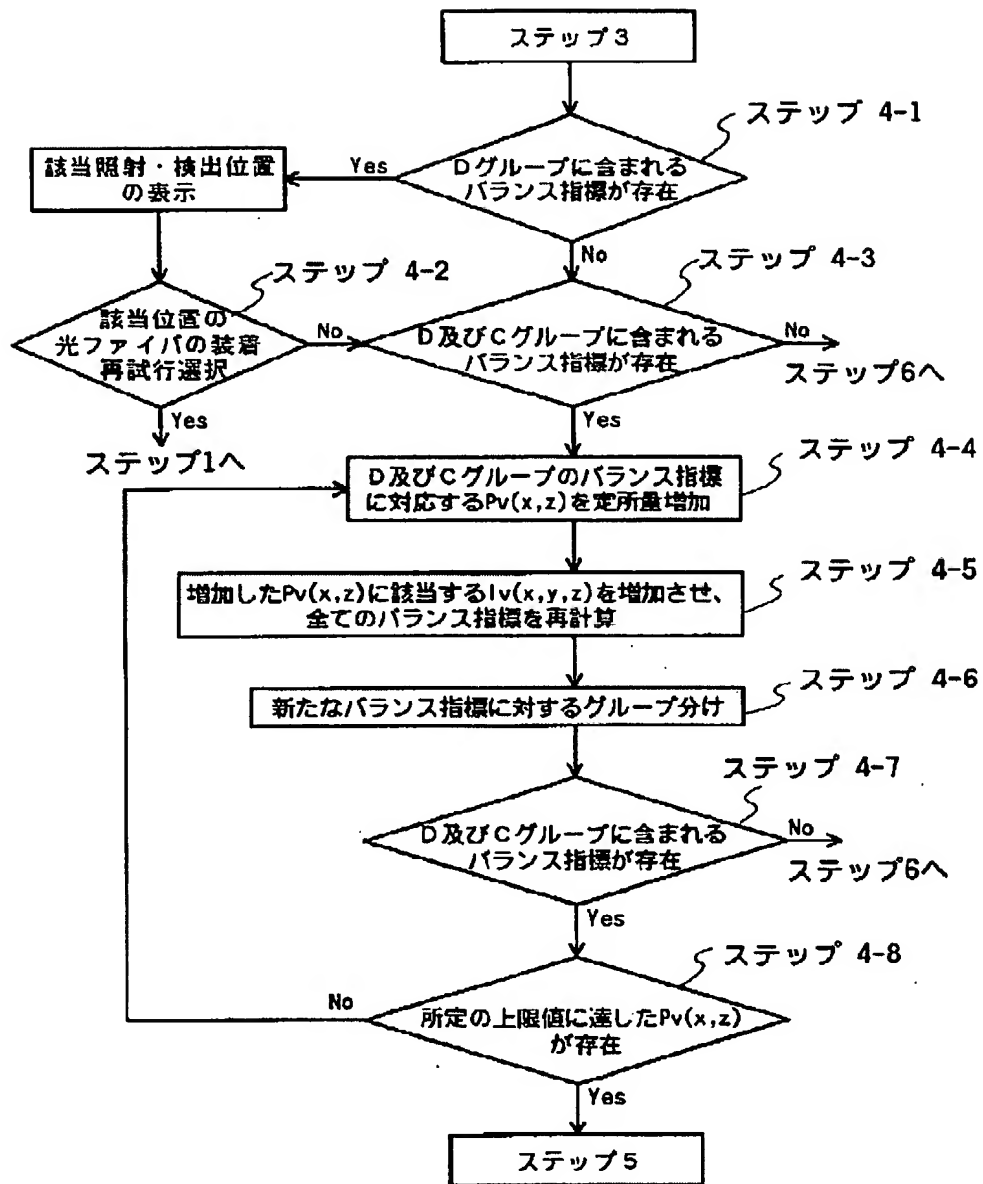 ステップ３
ステップ 4-1
Dグループに含まれる
バランス指標が存在
Yes
該当照射・検出位置
の表示
No
ステップ 4-2
該当位置の
光ファイバの装着
再試行選択
No
Yes
ステップ1へ
ステップ 4-3
D及びCグループに含まれる
バランス指標が存在
No
ステップ6へ
Yes
ステップ 4-4
D及びCグループのバランス指標
に対応するPv(x,z)を定所量増加
ステップ 4-5
増加したPv(x,z)に該当するIv(x,y,z)を増加させ、
全てのバランス指標を再計算
ステップ 4-6
新たなバランス指標に対するグループ分け
ステップ 4-7
D及びCグループに含まれる
バランス指標が存在
No
ステップ6へ
Yes
ステップ 4-8
所定の上限値に達したPv(x,z)
が存在
No
Yes
ステップ５